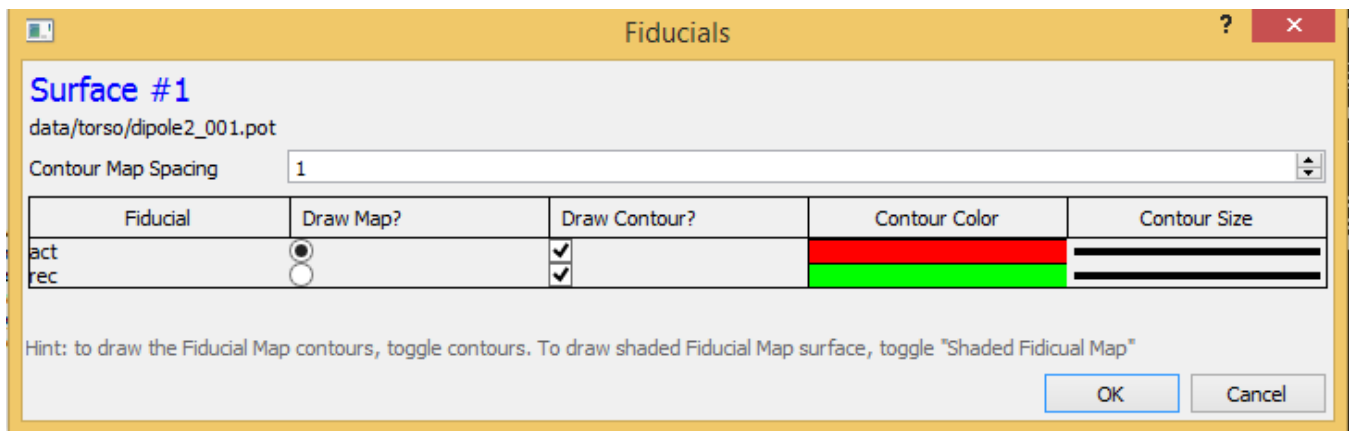 Fiducials
Surface #1
data/torso/dipole2_001.pot
Contour Map Spacing 1
Fiducial Draw Map? Draw Contour? Contour Color Contour Size
act
rec
Hint: to draw the Fiducial Map contours, toggle contours. To draw shaded Fiducial Map surface, toggle "Shaded Fidicual Map"
OK Cancel